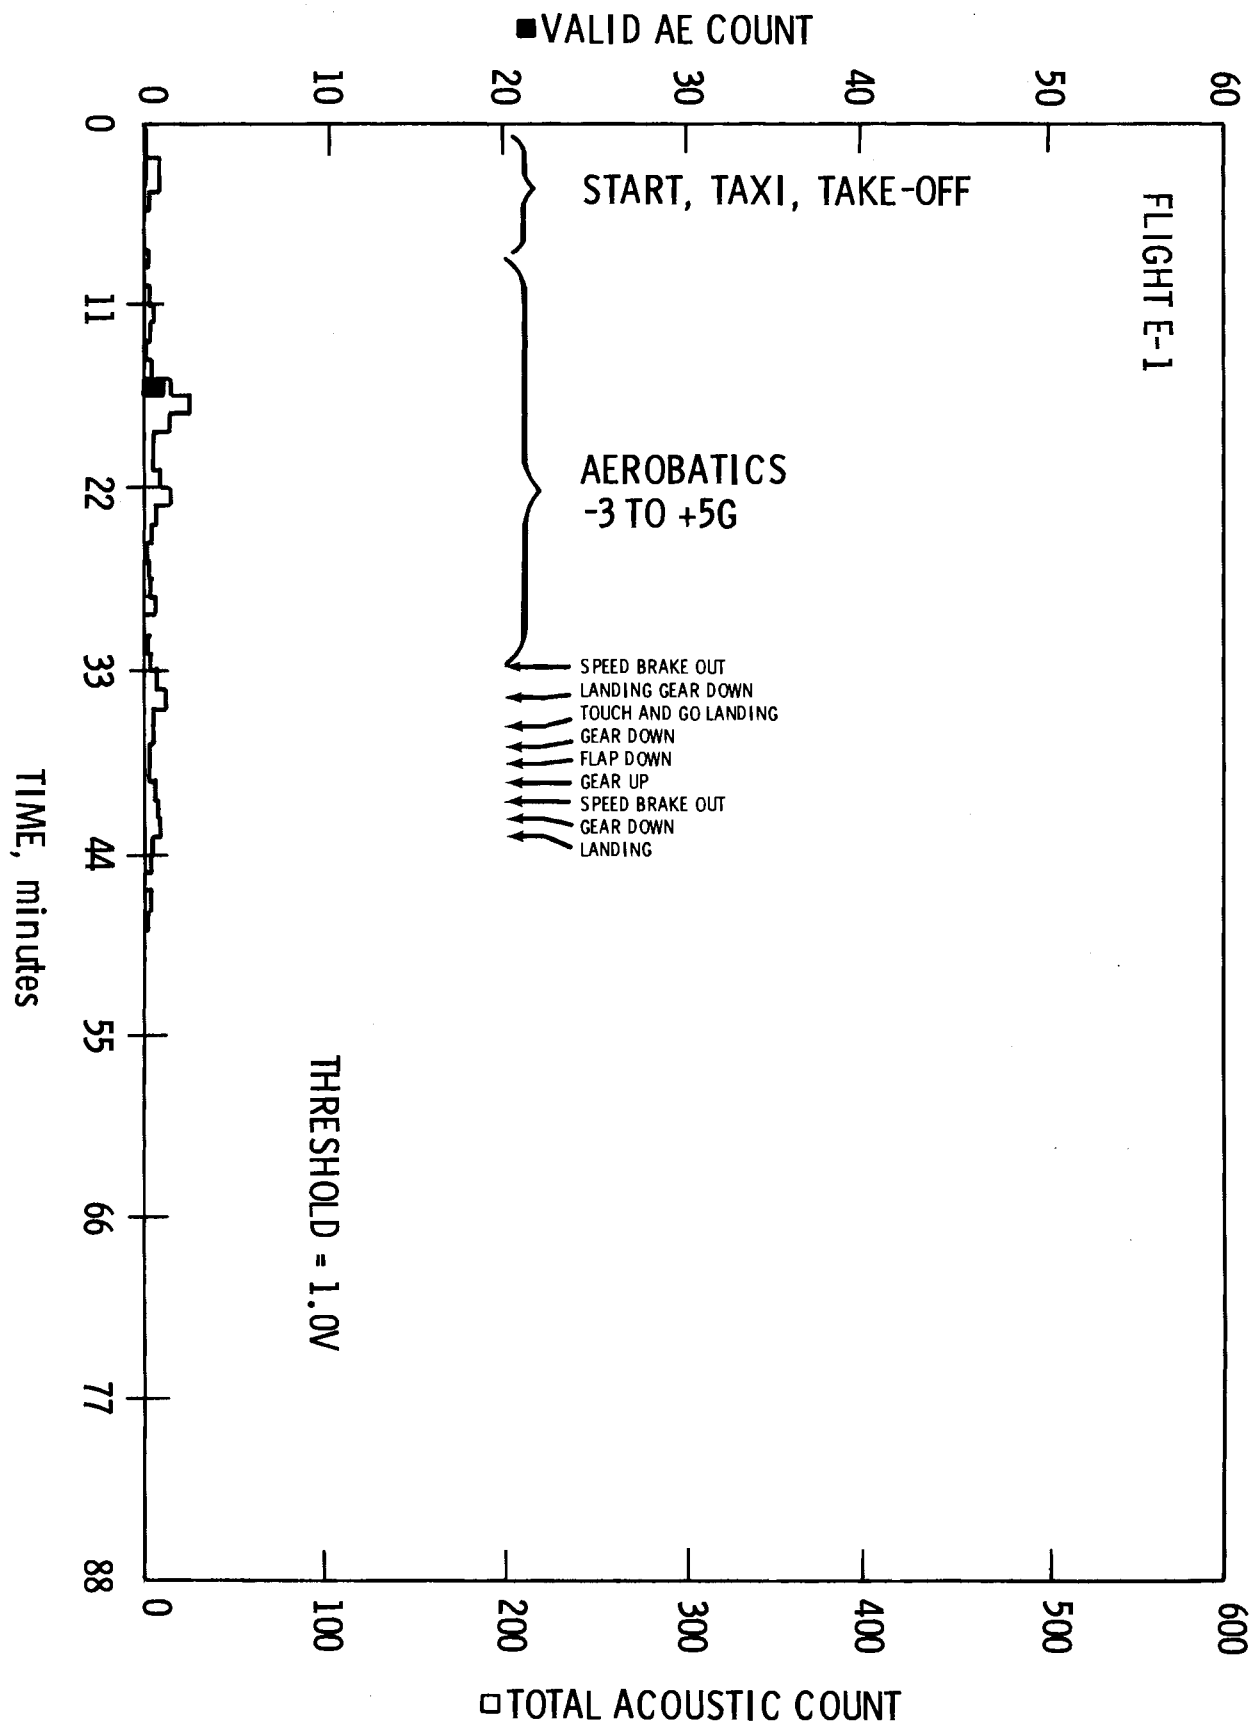 ■VALID AE COUNT
0 10 20 30 40 50 60
FLIGHT E-1
START, TAXI, TAKE-OFF
AEROBATICS
-3 TO +5G
SPEED BRAKE OUT
LANDING GEAR DOWN
TOUCH AND GO LANDING
GEAR DOWN
FLAP DOWN
GEAR UP
SPEED BRAKE OUT
GEAR DOWN
LANDING
0 11 22 33 44 55 66 77 88
TIME, minutes
THRESHOLD = 1.0V
0 100 200 300 400 500 600
□TOTAL ACOUSTIC COUNT